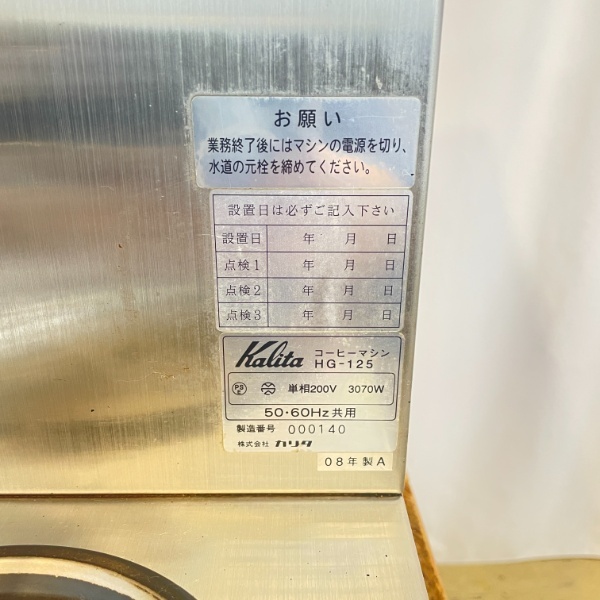 お願い
業務終了後にはマシンの電源を切り、
水道の元栓を締めてください。
設置日は必ずご記入下さい
設置日 年 月 日
点検1 年 月 日
点検2 年 月 日
点検3 年 月 日
Kalita コーヒーマシン
HG-125
PS E 単相200V 3070W
50・60Hz共用
製造番号 000140
株式会社 カリタ
08年製A